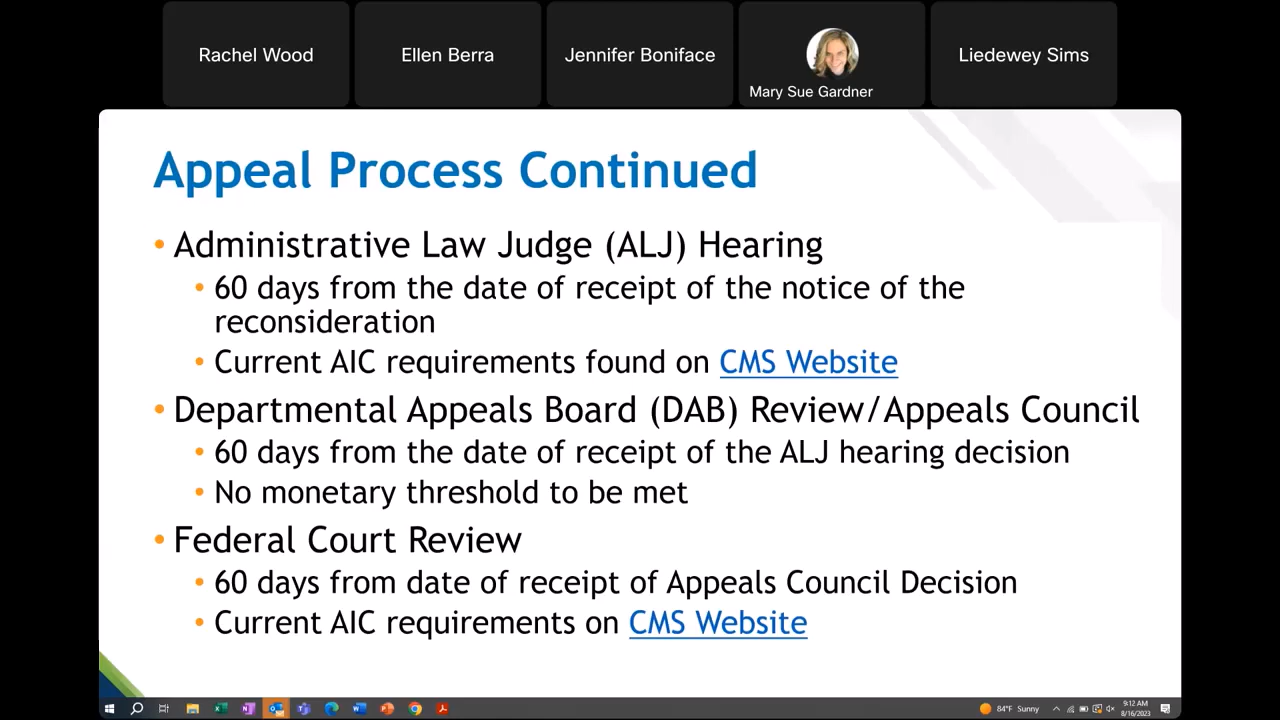 Rachel Wood
Ellen Berra
Jennifer Boniface
Mary Sue Gardner
Liedewey Sims
Appeal Process Continued
• Administrative Law Judge (ALJ) Hearing
• 60 days from the date of receipt of the notice of the
reconsideration
• Current AIC requirements found on CMS Website
• Departmental Appeals Board (DAB) Review/Appeals Council
• 60 days from the date of receipt of the ALJ hearing decision
• No monetary threshold to be met
• Federal Court Review
• 60 days from date of receipt of Appeals Council Decision
• Current AIC requirements on CMS Website
84°F Sunny
9:12 AM
8/16/2023